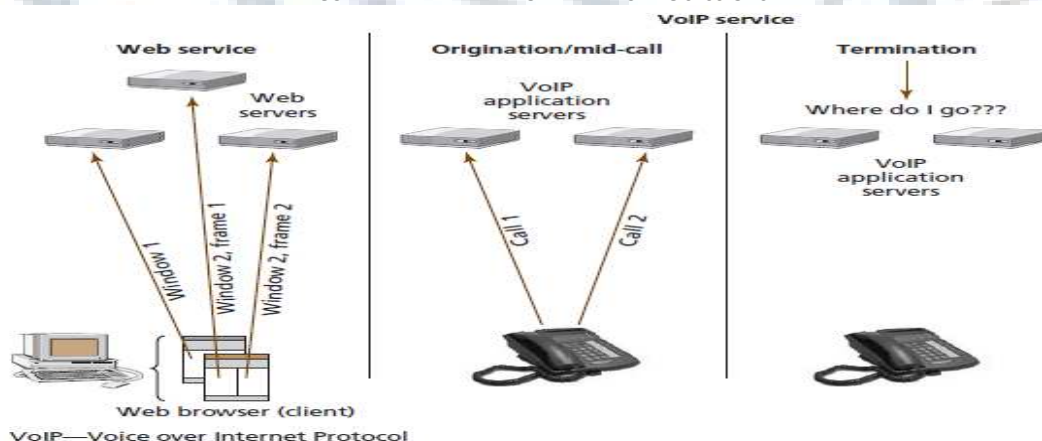 VoIP service
Web service
Origination/mid-call
Termination
Web
servers
VoIP
application
servers
Where do I go???
VoIP
application
servers
Window 1
Window 2, frame 1
Window 2, frame 2
Call 1
Call 2
Web browser (client)
VoIP—Voice over Internet Protocol